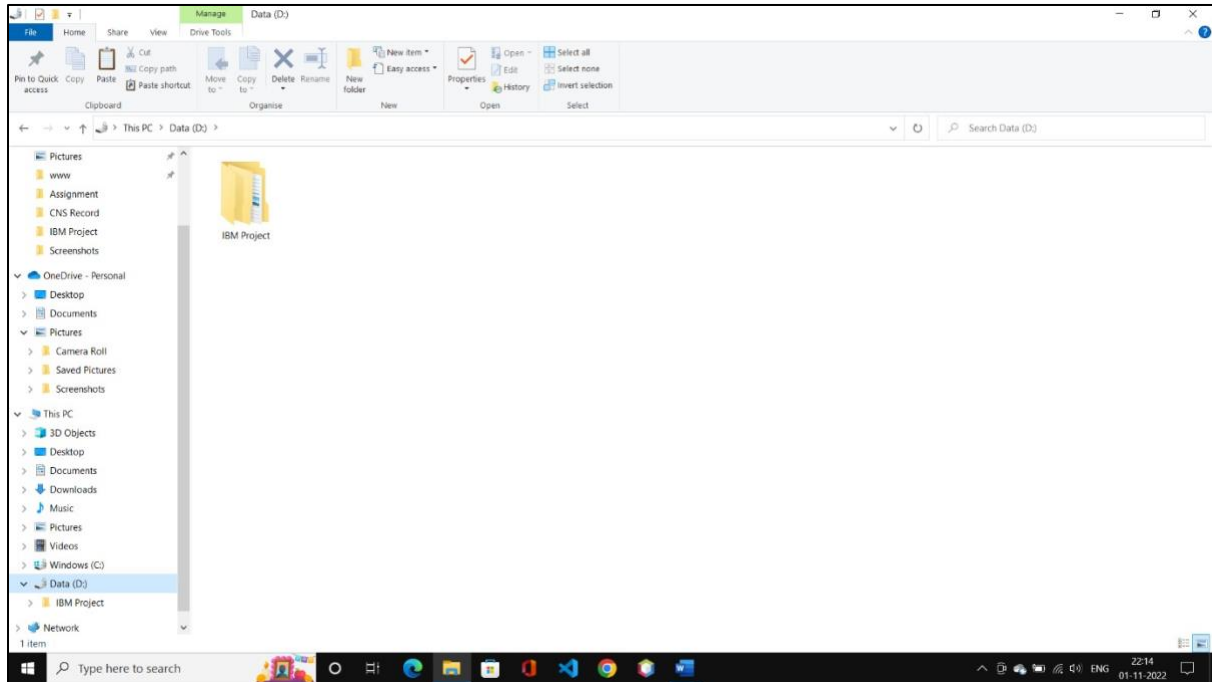 Manage Data (D:)
File Home Share View Drive Tools
Pin to Quick access
Copy
Paste
Cut
Copy path
Paste shortcut
Move to
Copy to
Delete
Rename
New folder
New item
Easy access
Properties
Open
Edit
History
Select all
Select none
Invert selection
Clipboard Organise New Open Select
This PC > Data (D:) >
Search Data (D:)
Pictures
www
Assignment
CNS Record
IBM Project
Screenshots
OneDrive - Personal
Desktop
Documents
Pictures
Camera Roll
Saved Pictures
Screenshots
This PC
3D Objects
Desktop
Documents
Downloads
Music
Pictures
Videos
Windows (C:)
Data (D:)
IBM Project
Network
IBM Project
1 item
Type here to search
ENG
22:14
01-11-2022